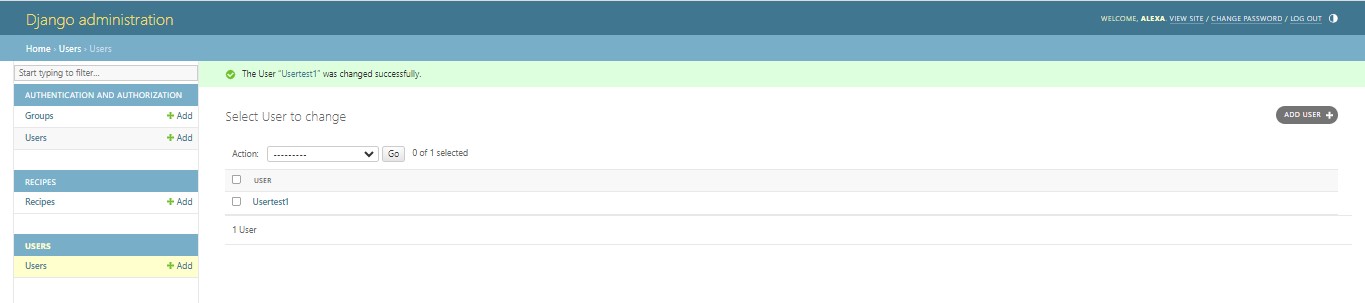 Django administration
WELCOME, ALEXA. VIEW SITE / CHANGE PASSWORD / LOG OUT
Home › Users › Users
Start typing to filter...
AUTHENTICATION AND AUTHORIZATION
Groups + Add
Users + Add
RECIPES
Recipes + Add
USERS
Users + Add
The User “Usertest1” was changed successfully.
Select User to change
ADD USER +
Action: --------- Go 0 of 1 selected
USER
Usertest1
1 User